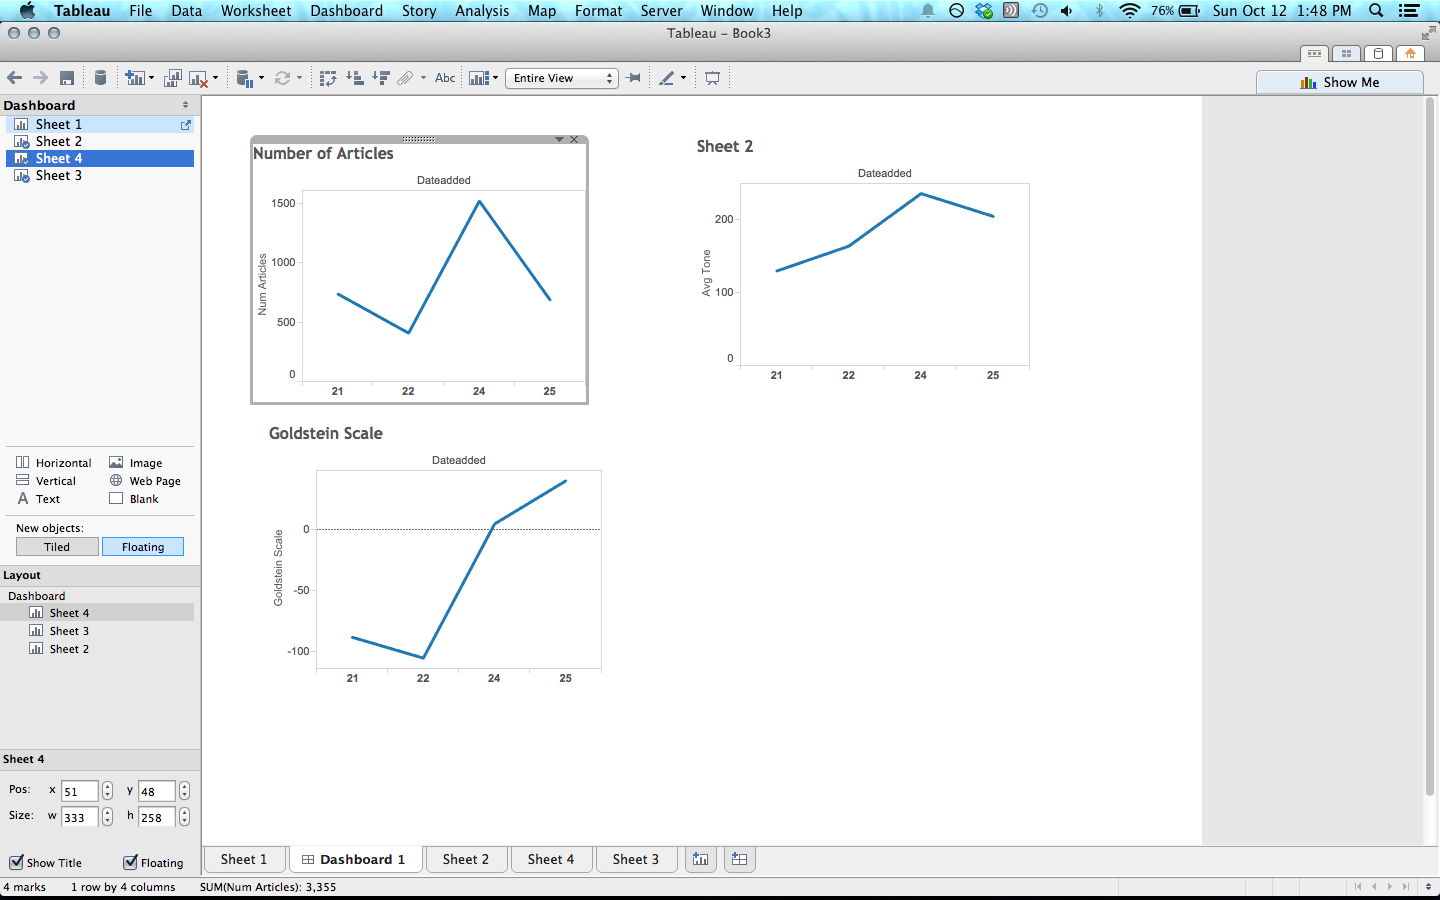 Tableau File Data Worksheet Dashboard Story Analysis Map Format Server Window Help 76% Sun Oct 12 1:48 PM
Tableau - Book3
Abc Entire View
Show Me
Dashboard
Sheet 1
Sheet 2
Sheet 4
Sheet 3
Horizontal Image
Vertical Web Page
A Text Blank
New objects:
Tiled Floating
Layout
Dashboard
Sheet 4
Sheet 3
Sheet 2
Sheet 4
Pos: x 51 y 48
Size: w 333 h 258
Show Title Floating
Number of Articles
Dateadded
Num Articles
1500
1000
500
0
21 22 24 25
Sheet 2
Dateadded
Avg Tone
200
100
0
21 22 24 25
Goldstein Scale
Dateadded
Goldstein Scale
0
-50
-100
21 22 24 25
Sheet 1 Dashboard 1 Sheet 2 Sheet 4 Sheet 3
4 marks 1 row by 4 columns SUM(Num Articles): 3,355